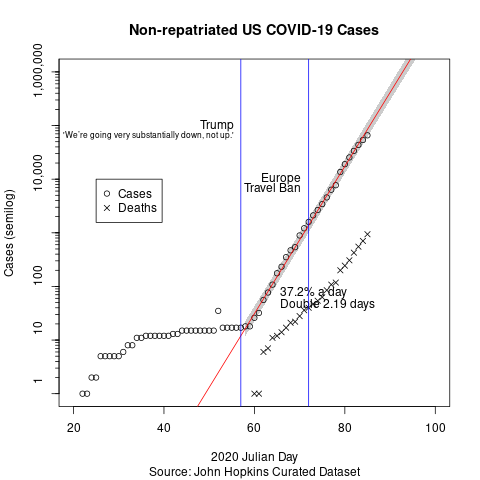 Non-repatriated US COVID-19 Cases
Cases (semilog)
1,000,000
10,000
100
10
1
Trump
'We're going very substantially down, not up.'
Europe
Travel Ban
Cases
Deaths
37.2% a day
Double 2.19 days
20 40 60 80 100
2020 Julian Day
Source: John Hopkins Curated Dataset